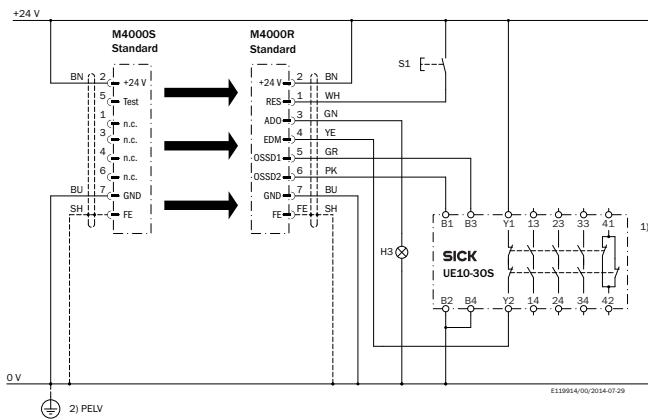 +24 V
M4000S
Standard
M4000R
Standard
S1
BN 2 +24 V
5 Test
1 n.c.
3 n.c.
4 n.c.
6 n.c.
BU 7 GND
SH FE
+24 V 2 BN
RES 1 WH
ADO 3 GN
EDM 4 YE
OSSD1 5 GR
OSSD2 6 PK
GND 7 BU
FE FE SH
H3
B1 B3 Y1 13 23 33 41
1)
SICK
UE10-3OS
B2 B4 Y2 14 24 34 42
0 V
E119914/00/2014-07-29
2) PELV